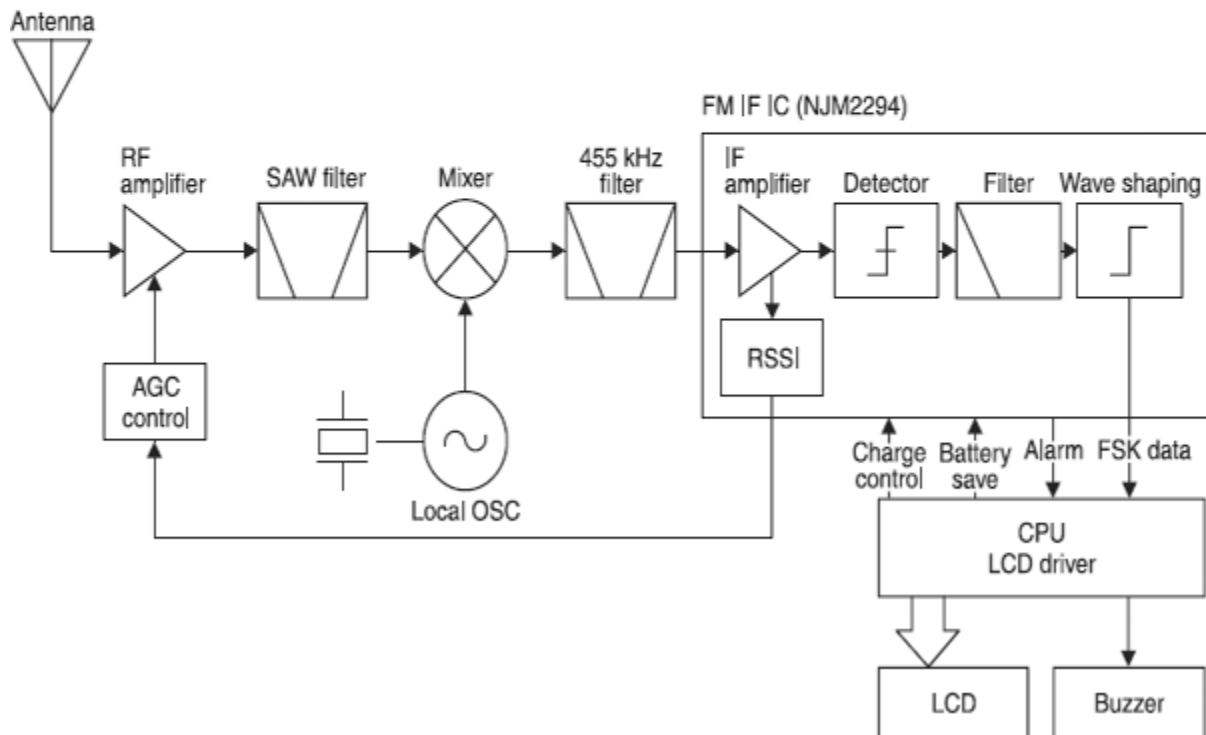 Antenna
FM IF IC (NJM2294)
RF
amplifier
SAW filter
Mixer
455 kHz
filter
IF
amplifier
Detector
Filter
Wave shaping
RSSI
AGC
control
Local OSC
Charge
control
Battery
save
Alarm
FSK data
CPU
LCD driver
LCD
Buzzer